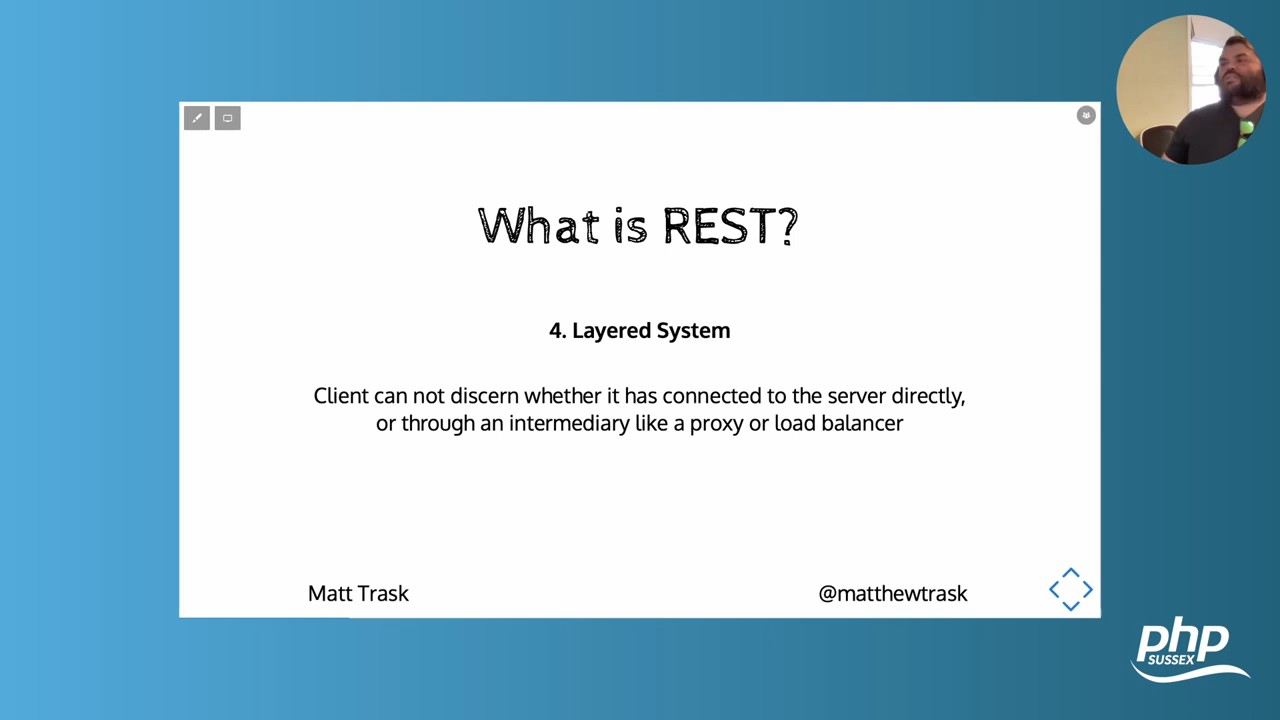 What is REST?
4. Layered System
Client can not discern whether it has connected to the server directly,
or through an intermediary like a proxy or load balancer
Matt Trask
@matthewtrask
php
SUSSEX